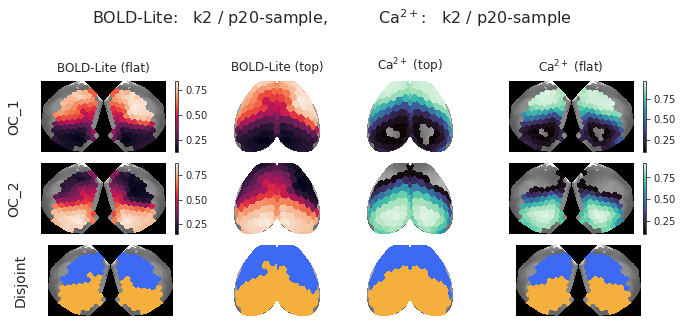 BOLD-Lite: k2 / p20-sample, Ca²⁺: k2 / p20-sample
BOLD-Lite (flat) BOLD-Lite (top) Ca²⁺ (top) Ca²⁺ (flat)
OC_1
0.75
0.50
0.25
0.75
0.50
0.25
OC_2
0.75
0.50
0.25
0.75
0.50
0.25
Disjoint